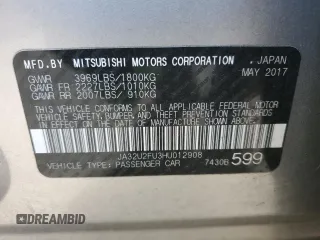 MFD.BY MITSUBISHI MOTORS CORPORATION, JAPAN
GVWR 3969LBS/1800KG MAY 2017
GAWR FR 2227LBS/1010KG
GAWR RR 2007LBS/ 910KG
THIS VEHICLE CONFORMS TO ALL APPLICABLE FEDERAL MOTOR
VEHICLE SAFETY, BUMPER AND THEFT PREVENTION
STANDARDS IN EFFECT ON THE DATE OF MANUFACTURE
SHOWN ABOVE.
JA32U2FU3HU012908
VEHICLE TYPE: PASSENGER CAR 7430B 599
DREAMBID